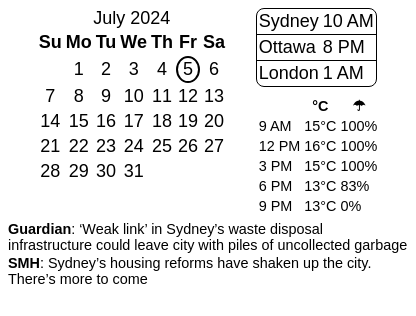 July 2024
Su Mo Tu We Th Fr Sa
1 2 3 4 5 6
7 8 9 10 11 12 13
14 15 16 17 18 19 20
21 22 23 24 25 26 27
28 29 30 31
Sydney 10 AM
Ottawa 8 PM
London 1 AM
°C ☂
9 AM 15°C 100%
12 PM 16°C 100%
3 PM 15°C 100%
6 PM 13°C 83%
9 PM 13°C 0%
Guardian: ‘Weak link’ in Sydney’s waste disposal
infrastructure could leave city with piles of uncollected garbage
SMH: Sydney’s housing reforms have shaken up the city.
There’s more to come